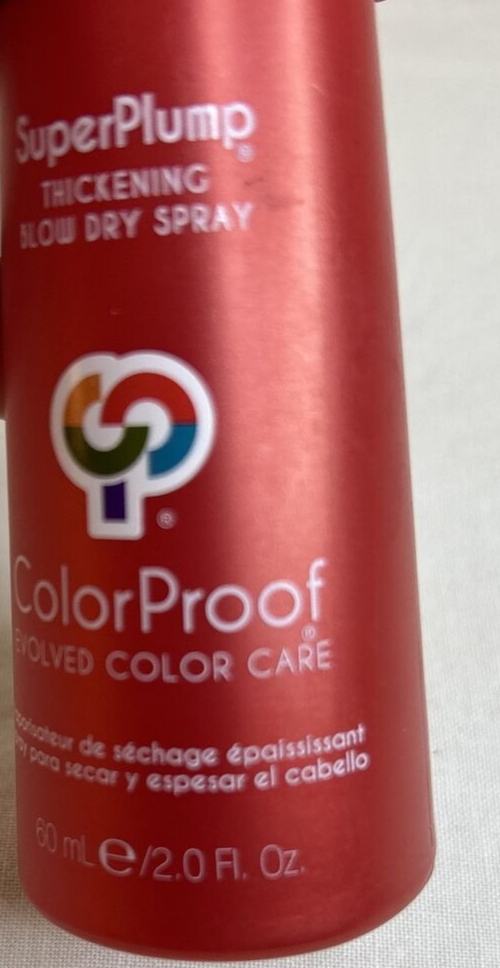 SuperPlump®
THICKENING
BLOW DRY SPRAY
®
ColorProof®
EVOLVED COLOR CARE
de séchage épaississant
para secar y espesar el cabello
60 mL ℮/2.0 Fl. Oz.